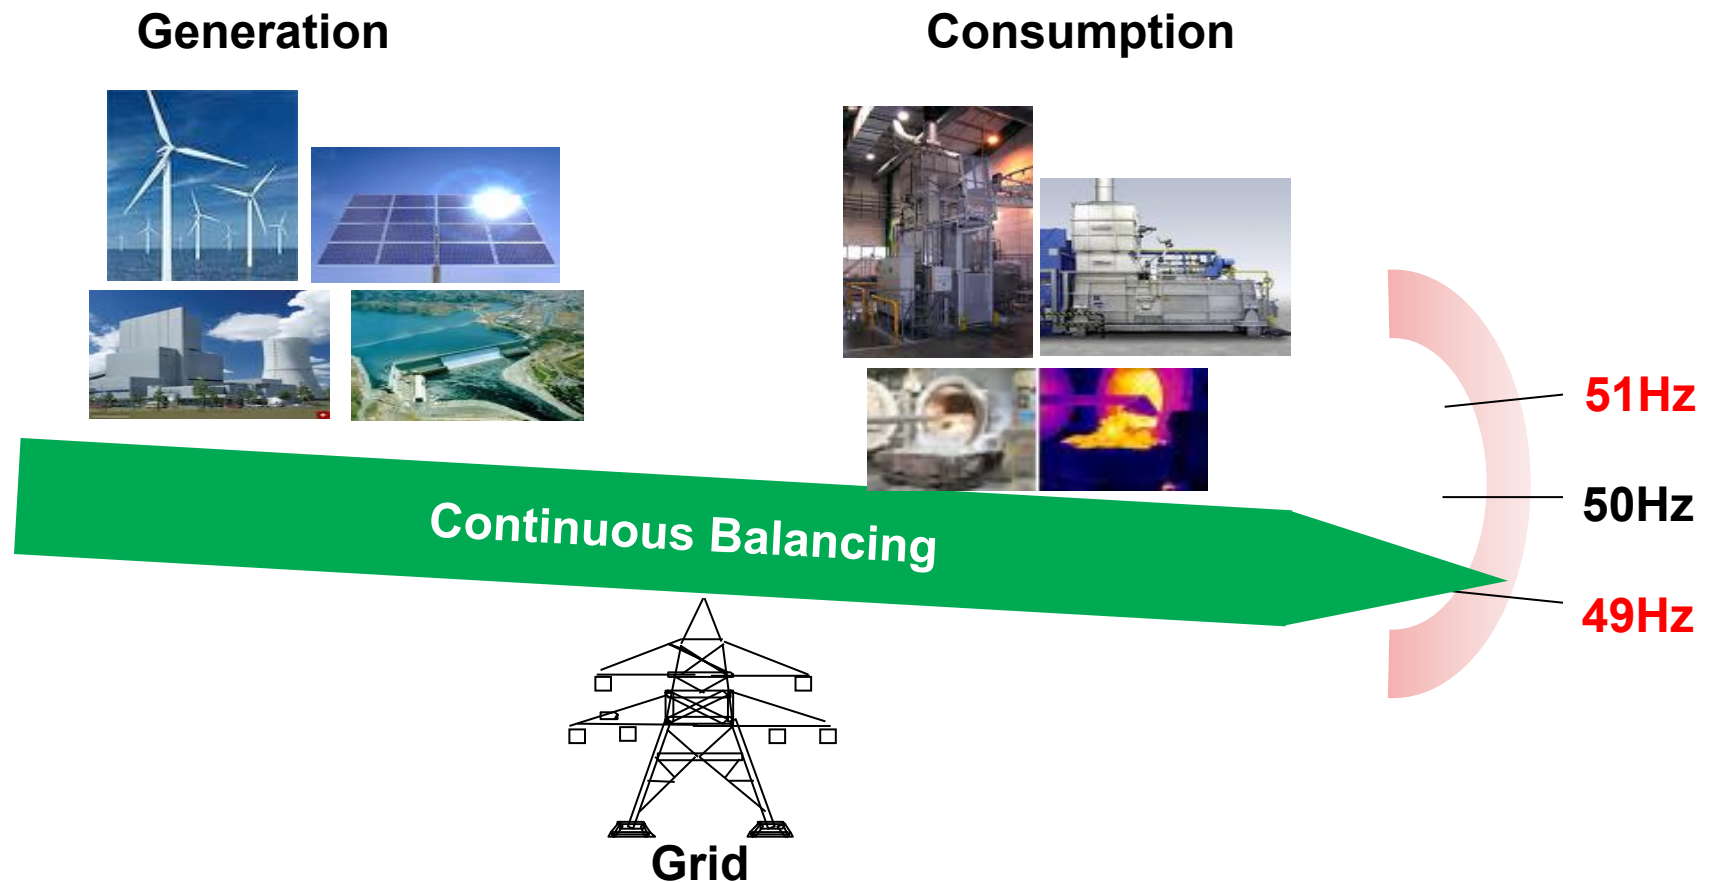 Generation
Consumption
51Hz
50Hz
49Hz
Continuous Balancing
Grid